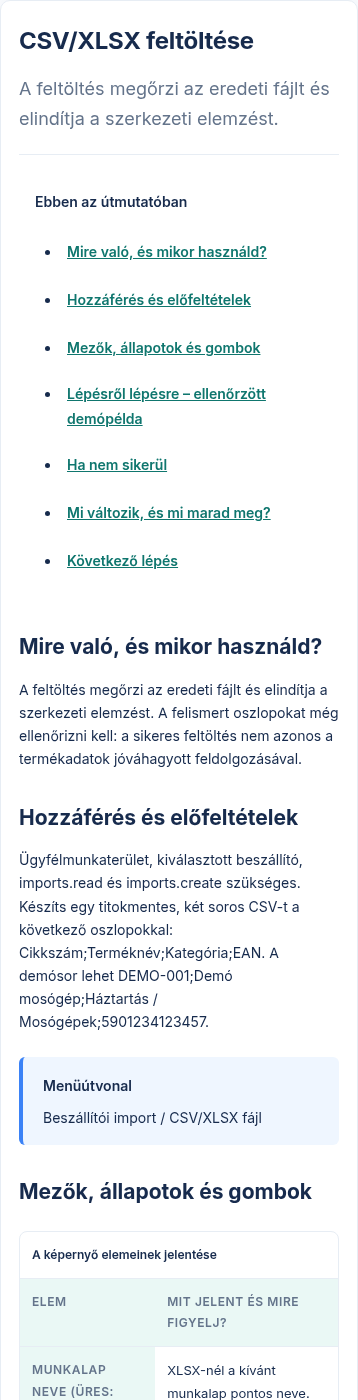 CSV/XLSX feltöltése
A feltöltés megőrzi az eredeti fájlt és
elindítja a szerkezeti elemzést.
Ebben az útmutatóban
Mire való, és mikor használd?
Hozzáférés és előfeltételek
Mezők, állapotok és gombok
Lépésről lépésre – ellenőrzött
demópélda
Ha nem sikerül
Mi változik, és mi marad meg?
Következő lépés
Mire való, és mikor használd?
A feltöltés megőrzi az eredeti fájlt és elindítja a
szerkezeti elemzést. A felismert oszlopokat még
ellenőrizni kell: a sikeres feltöltés nem azonos a
termékadatok jóváhagyott feldolgozásával.
Hozzáférés és előfeltételek
Ügyfélmunkaterület, kiválasztott beszállító,
imports.read és imports.create szükséges.
Készíts egy titokmentes, két soros CSV-t a
következő oszlopokkal:
Cikkszám;Terméknév;Kategória;EAN. A
demósor lehet DEMO-001;Demó
mosógép;Háztartás /
Mosógépek;5901234123457.
Menüútvonal
Beszállítói import / CSV/XLSX fájl
Mezők, állapotok és gombok
A képernyő elemeinek jelentése
ELEM
MIT JELENT ÉS MIRE
FIGYELJ?
MUNKALAP
NEVE (ÜRES:
XLSX-nél a kívánt
munkalap pontos neve.